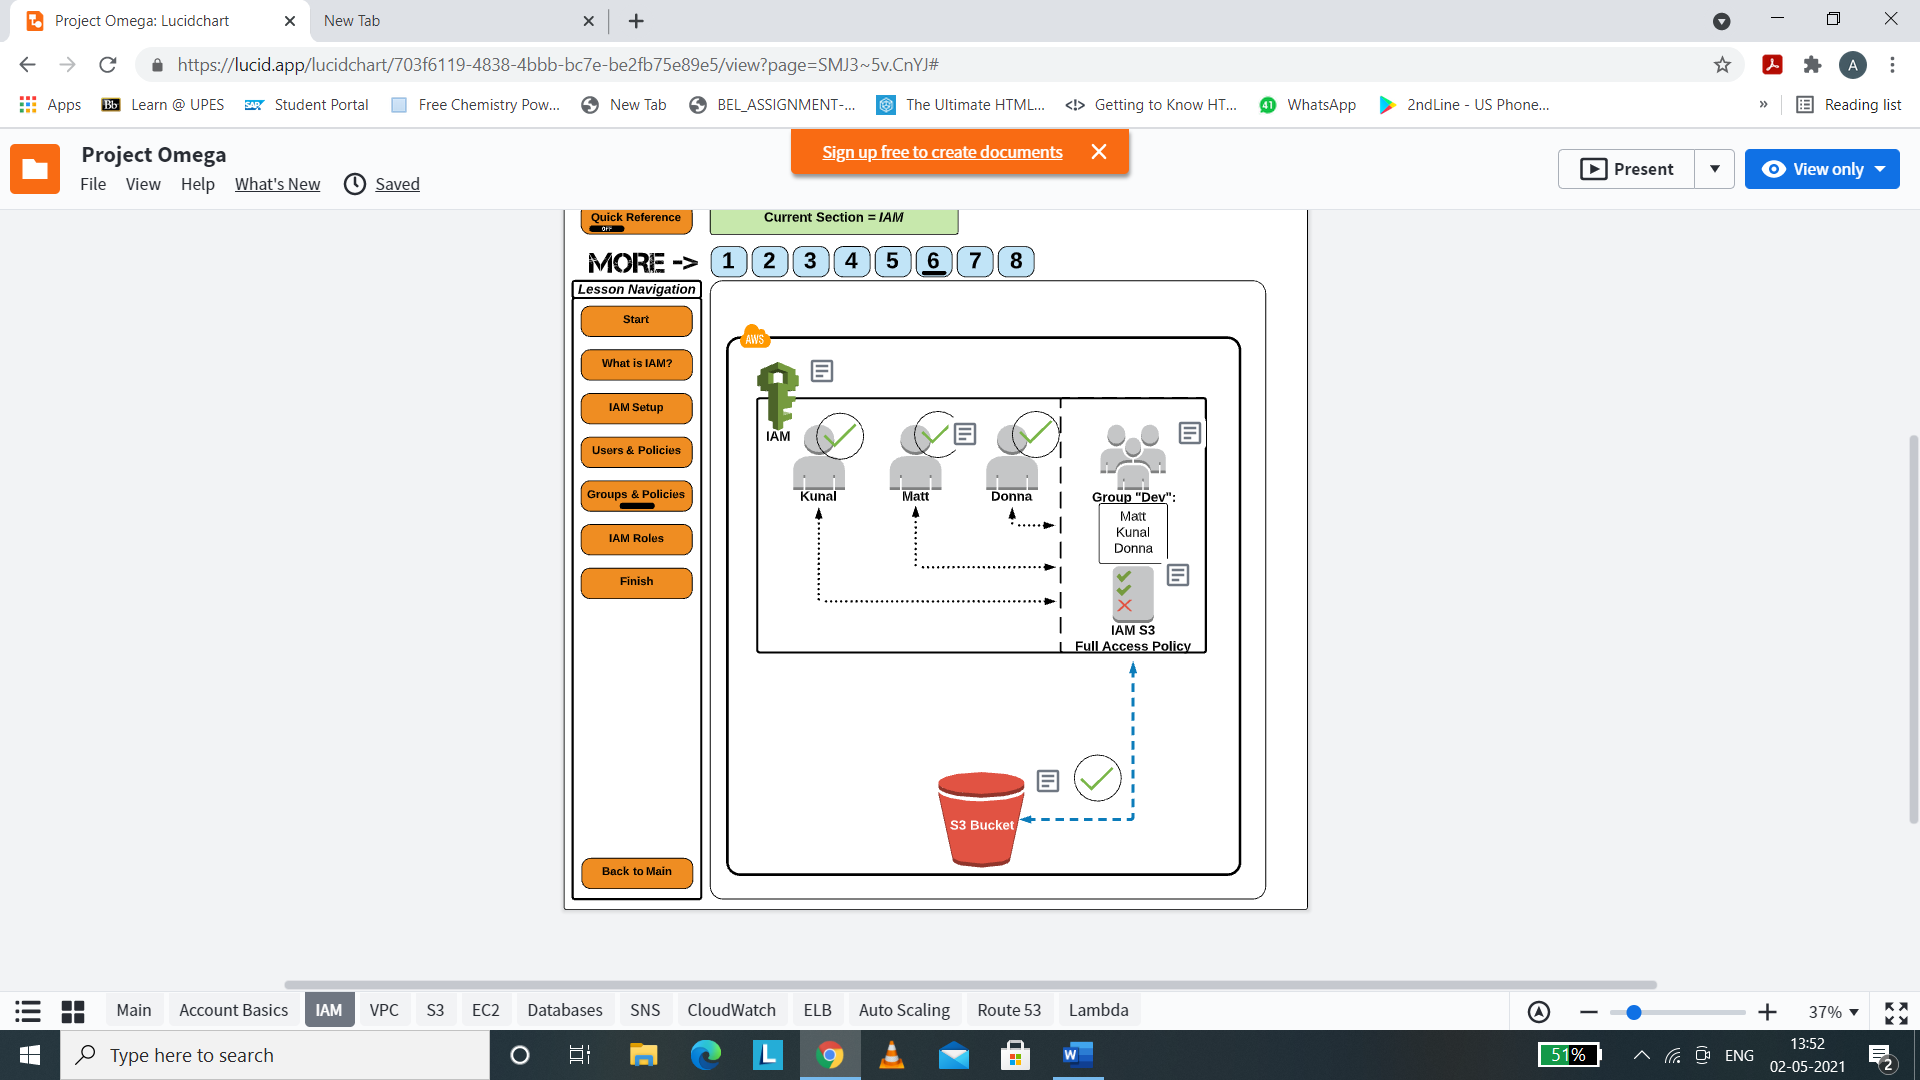 Project Omega: Lucidchart
New Tab
https://lucid.app/lucidchart/703f6119-4838-4bbb-bc7e-be2fb75e89e5/view?page=SMJ3~5v.CnYJ#
A
Apps
Bb Learn @ UPES
SAP Student Portal
Free Chemistry Pow...
New Tab
BEL_ASSIGNMENT-...
The Ultimate HTML...
Getting to Know HT...
41 WhatsApp
2ndLine - US Phone...
»
Reading list
Project Omega
Sign up free to create documents
Present
View only
File View Help What's New Saved
Quick Reference
OFF
Current Section = IAM
MORE -> 1 2 3 4 5 6 7 8
Lesson Navigation
Start
What is IAM?
IAM Setup
Users & Policies
Groups & Policies
IAM Roles
Finish
Back to Main
AWS
IAM
Kunal
Matt
Donna
Group "Dev":
Matt
Kunal
Donna
IAM S3
Full Access Policy
S3 Bucket
Main Account Basics IAM VPC S3 EC2 Databases SNS CloudWatch ELB Auto Scaling Route 53 Lambda
37%
Type here to search
L
W
51%
ENG
13:52
02-05-2021
2